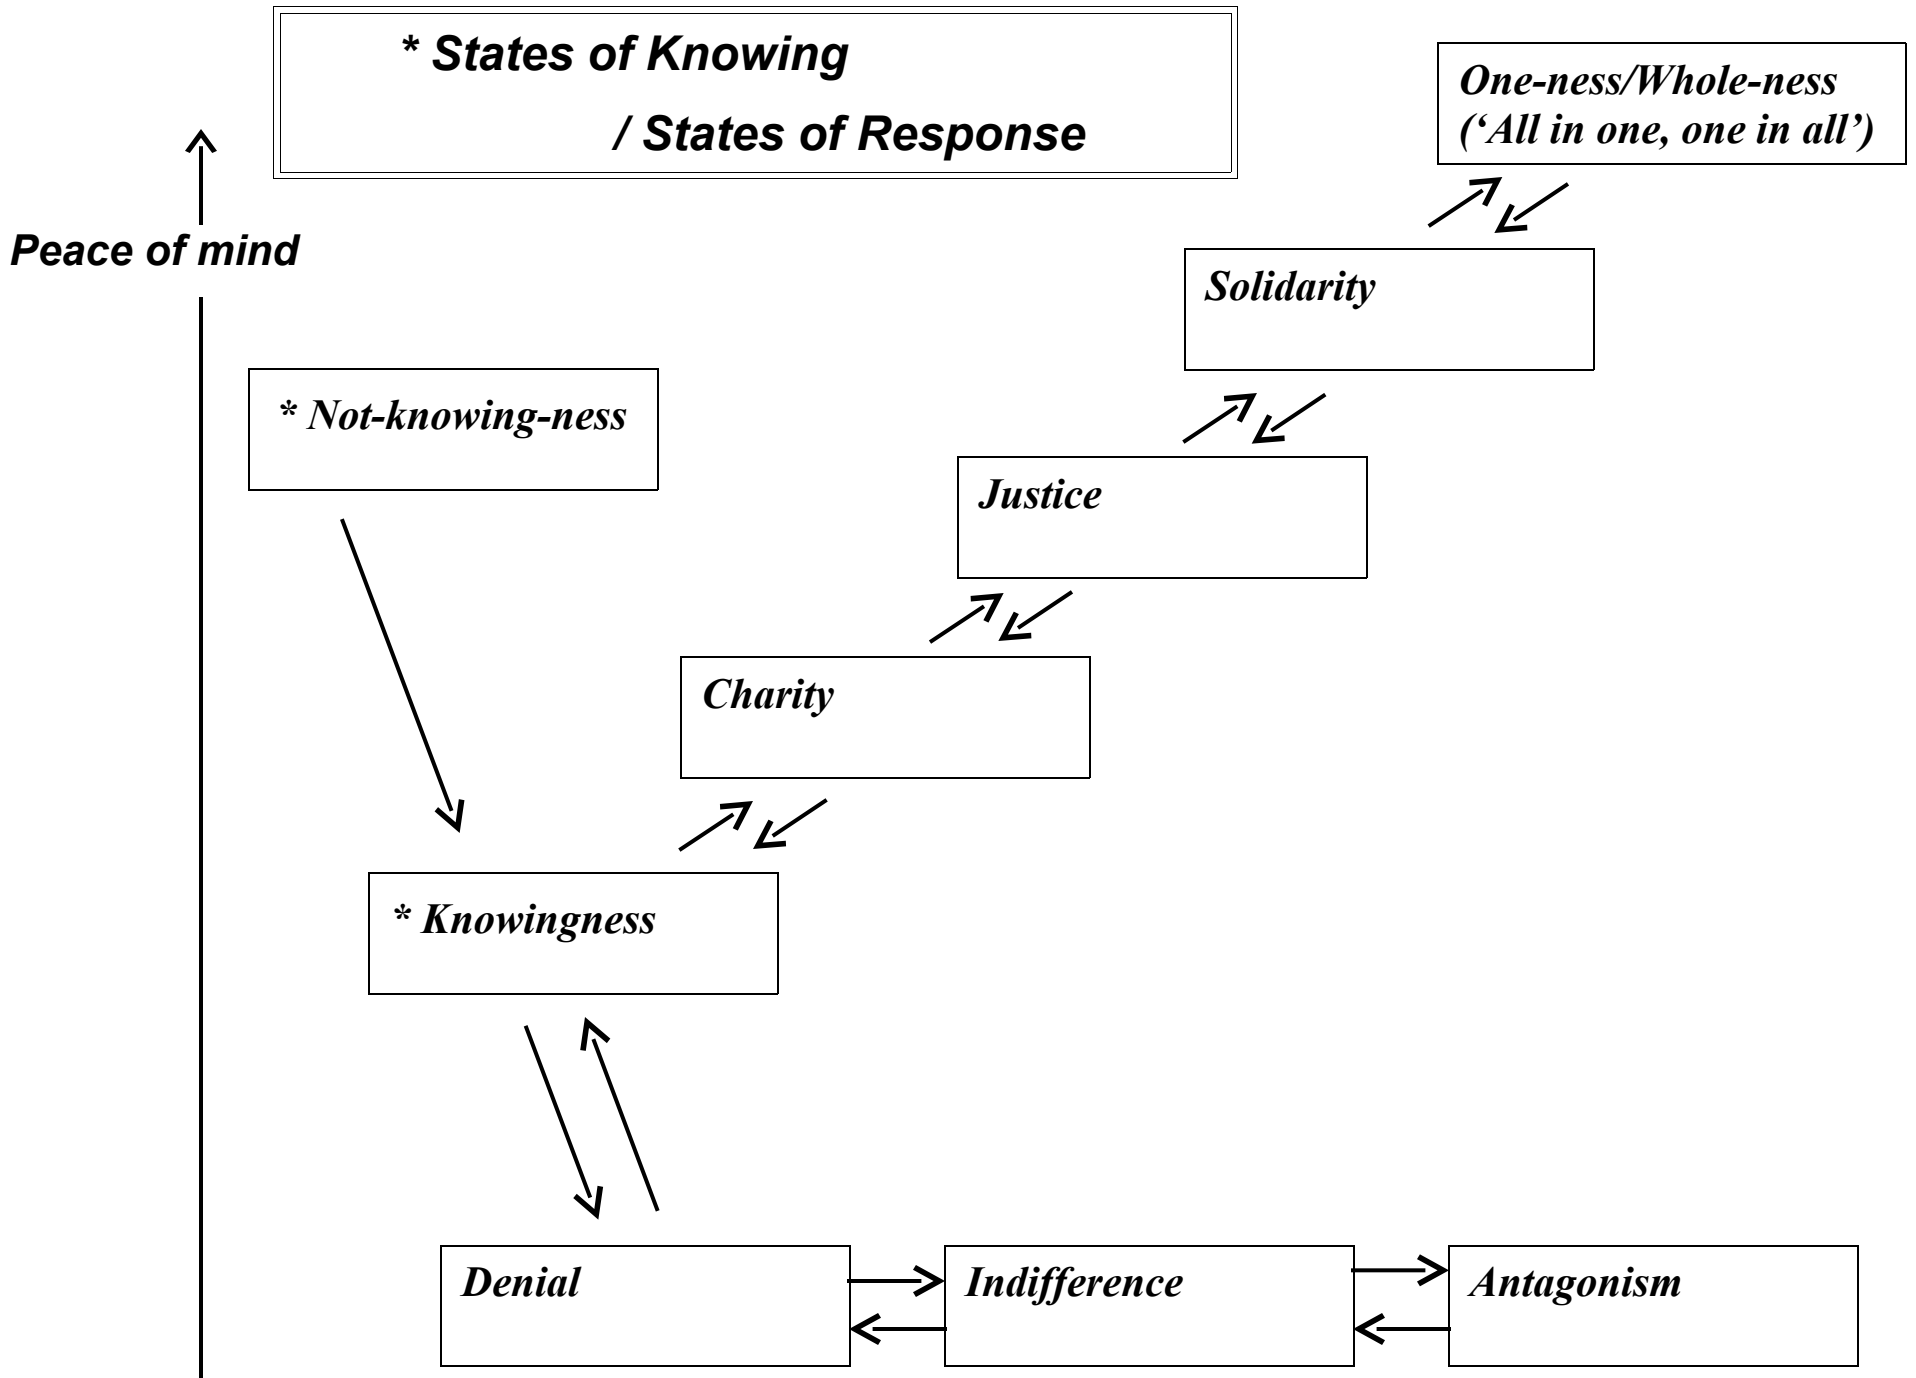 * States of Knowing
/ States of Response
One-ness/Whole-ness
(‘All in one, one in all’)
Peace of mind
Solidarity
* Not-knowing-ness
Justice
Charity
* Knowingness
Denial
Indifference
Antagonism